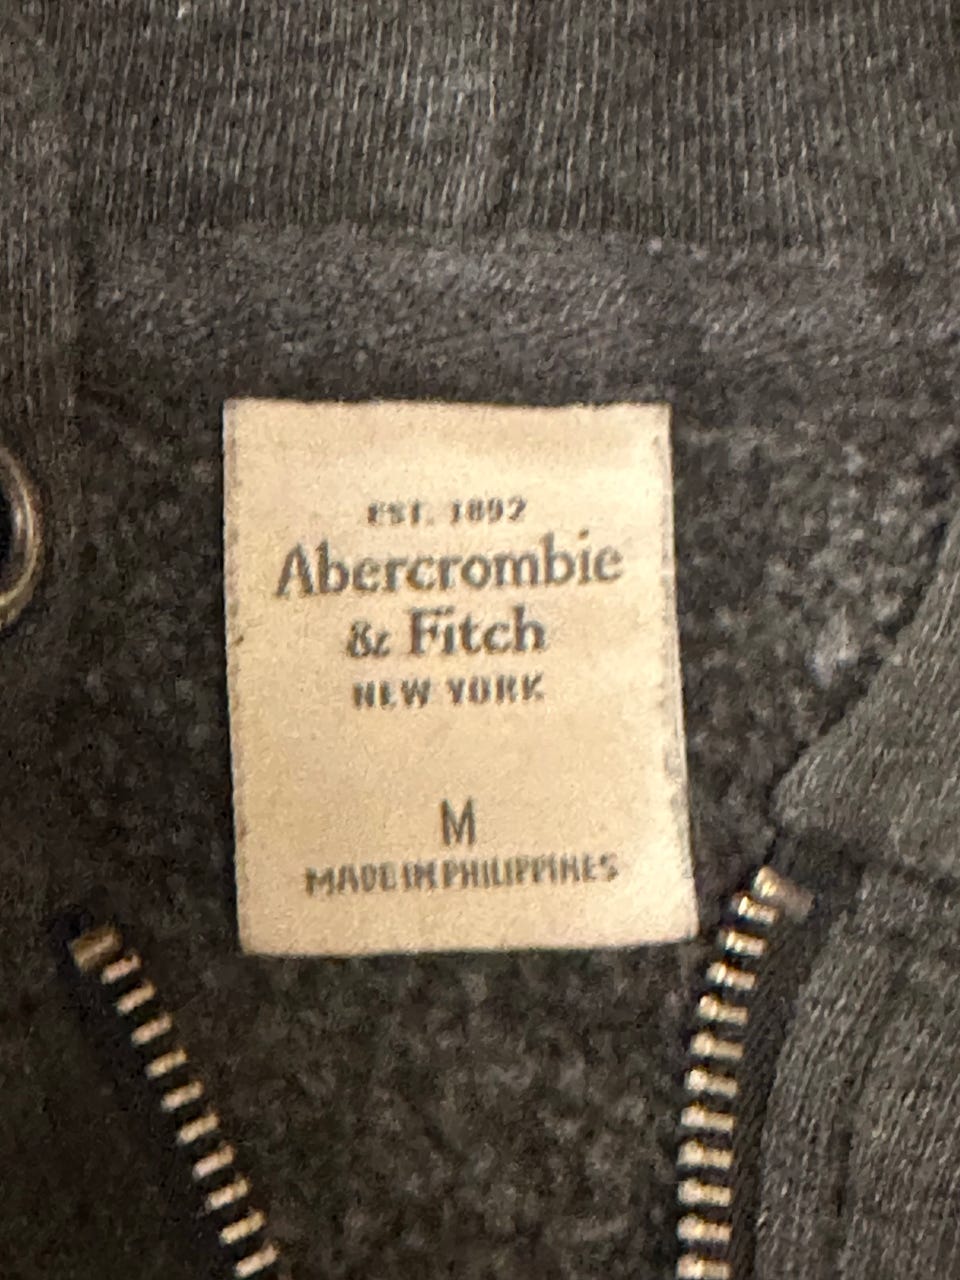 EST. 1892
Abercrombie
& Fitch
NEW YORK
M
MADE IN PHILIPPINES